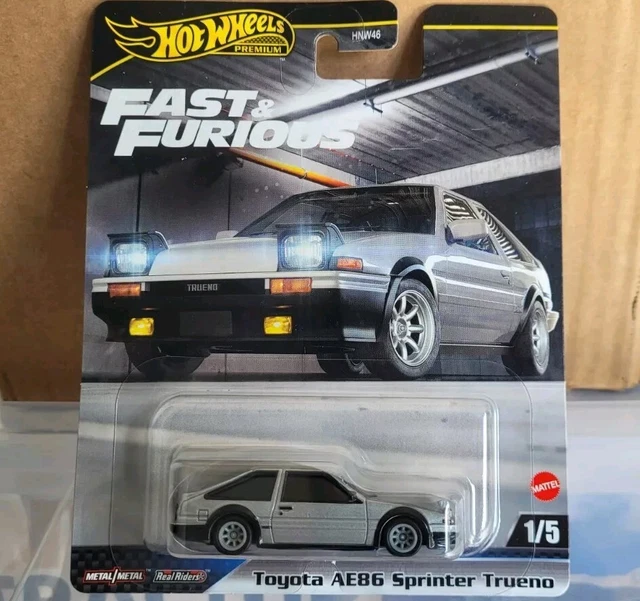 HOT WHEELS
PREMIUM
HNW46
FAST & FURIOUS
TRUENO
MATTEL
1/5
METAL/METAL
Real Riders
Toyota AE86 Sprinter Trueno